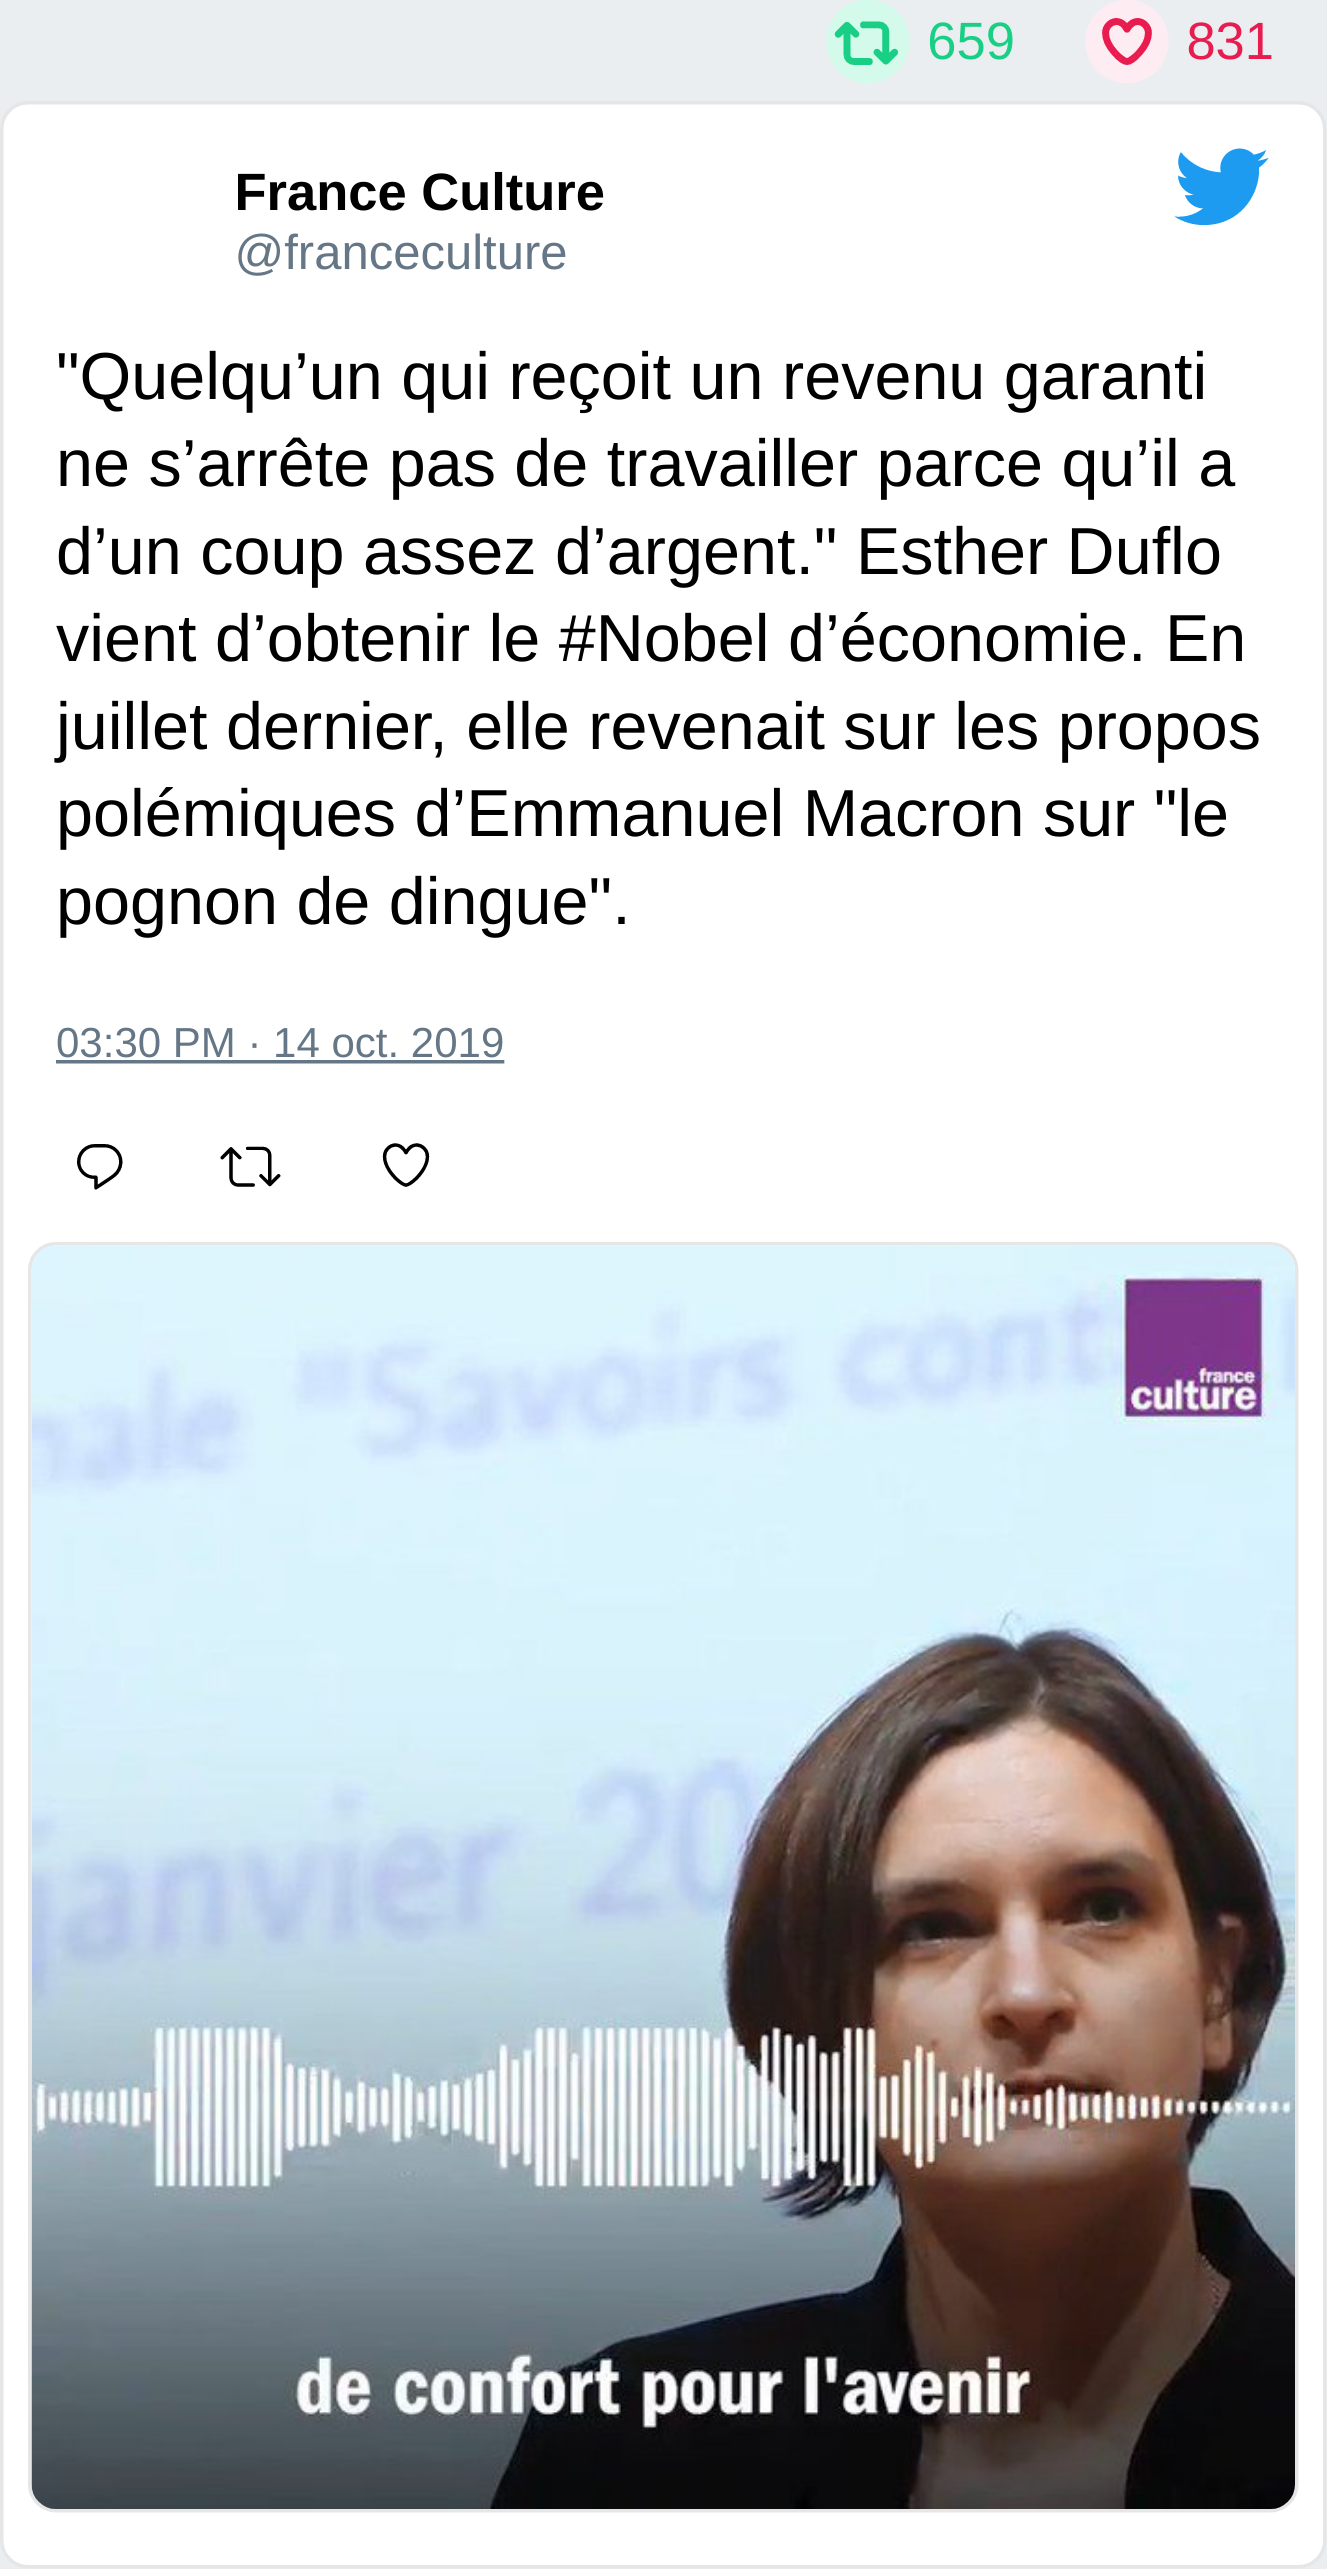 659 831
France Culture
@franceculture
"Quelqu’un qui reçoit un revenu garanti
ne s’arrête pas de travailler parce qu’il a
d’un coup assez d’argent." Esther Duflo
vient d’obtenir le #Nobel d’économie. En
juillet dernier, elle revenait sur les propos
polémiques d’Emmanuel Macron sur "le
pognon de dingue".
03:30 PM · 14 oct. 2019
france
culture
"Savoirs
janvier 20
de confort pour l'avenir